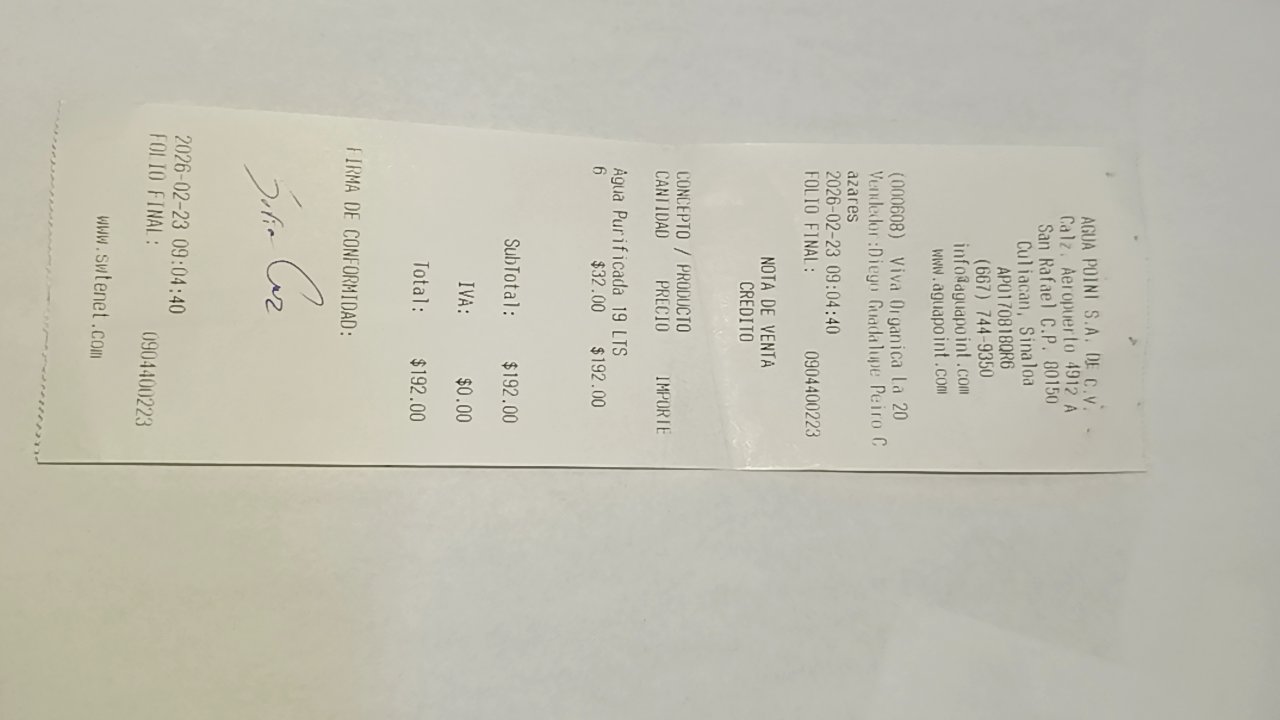 AGUA POINT S.A. DE C.V.
Calz. Aeropuerto 4912 A
San Rafael C.P. 80150
Culiacan, Sinaloa
APO170818QR6
(667) 744-9350
info@aguapoint.com
www.aguapoint.com
(000608) Viva Organica La 20
Vendedor:Diego Guadalupe Peiro C
azares
2026-02-23 09:04:40
FOLIO FINAL: 0904400223
NOTA DE VENTA
CREDITO
CONCEPTO / PRODUCTO
CANTIDAD PRECIO IMPORTE
Agua Purificada 19 LTS
6 $32.00 $192.00
SubTotal: $192.00
IVA: $0.00
Total: $192.00
FIRMA DE CONFORMIDAD:
Sofia Cruz
2026-02-23 09:04:40
FOLIO FINAL: 0904400223
www.swtenet.com